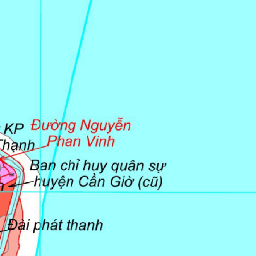 KP
Thạnh
Đường Nguyễn
Phan Vinh
Ban chỉ huy quân sự
huyện Cần Giờ (cũ)
Đài phát thanh